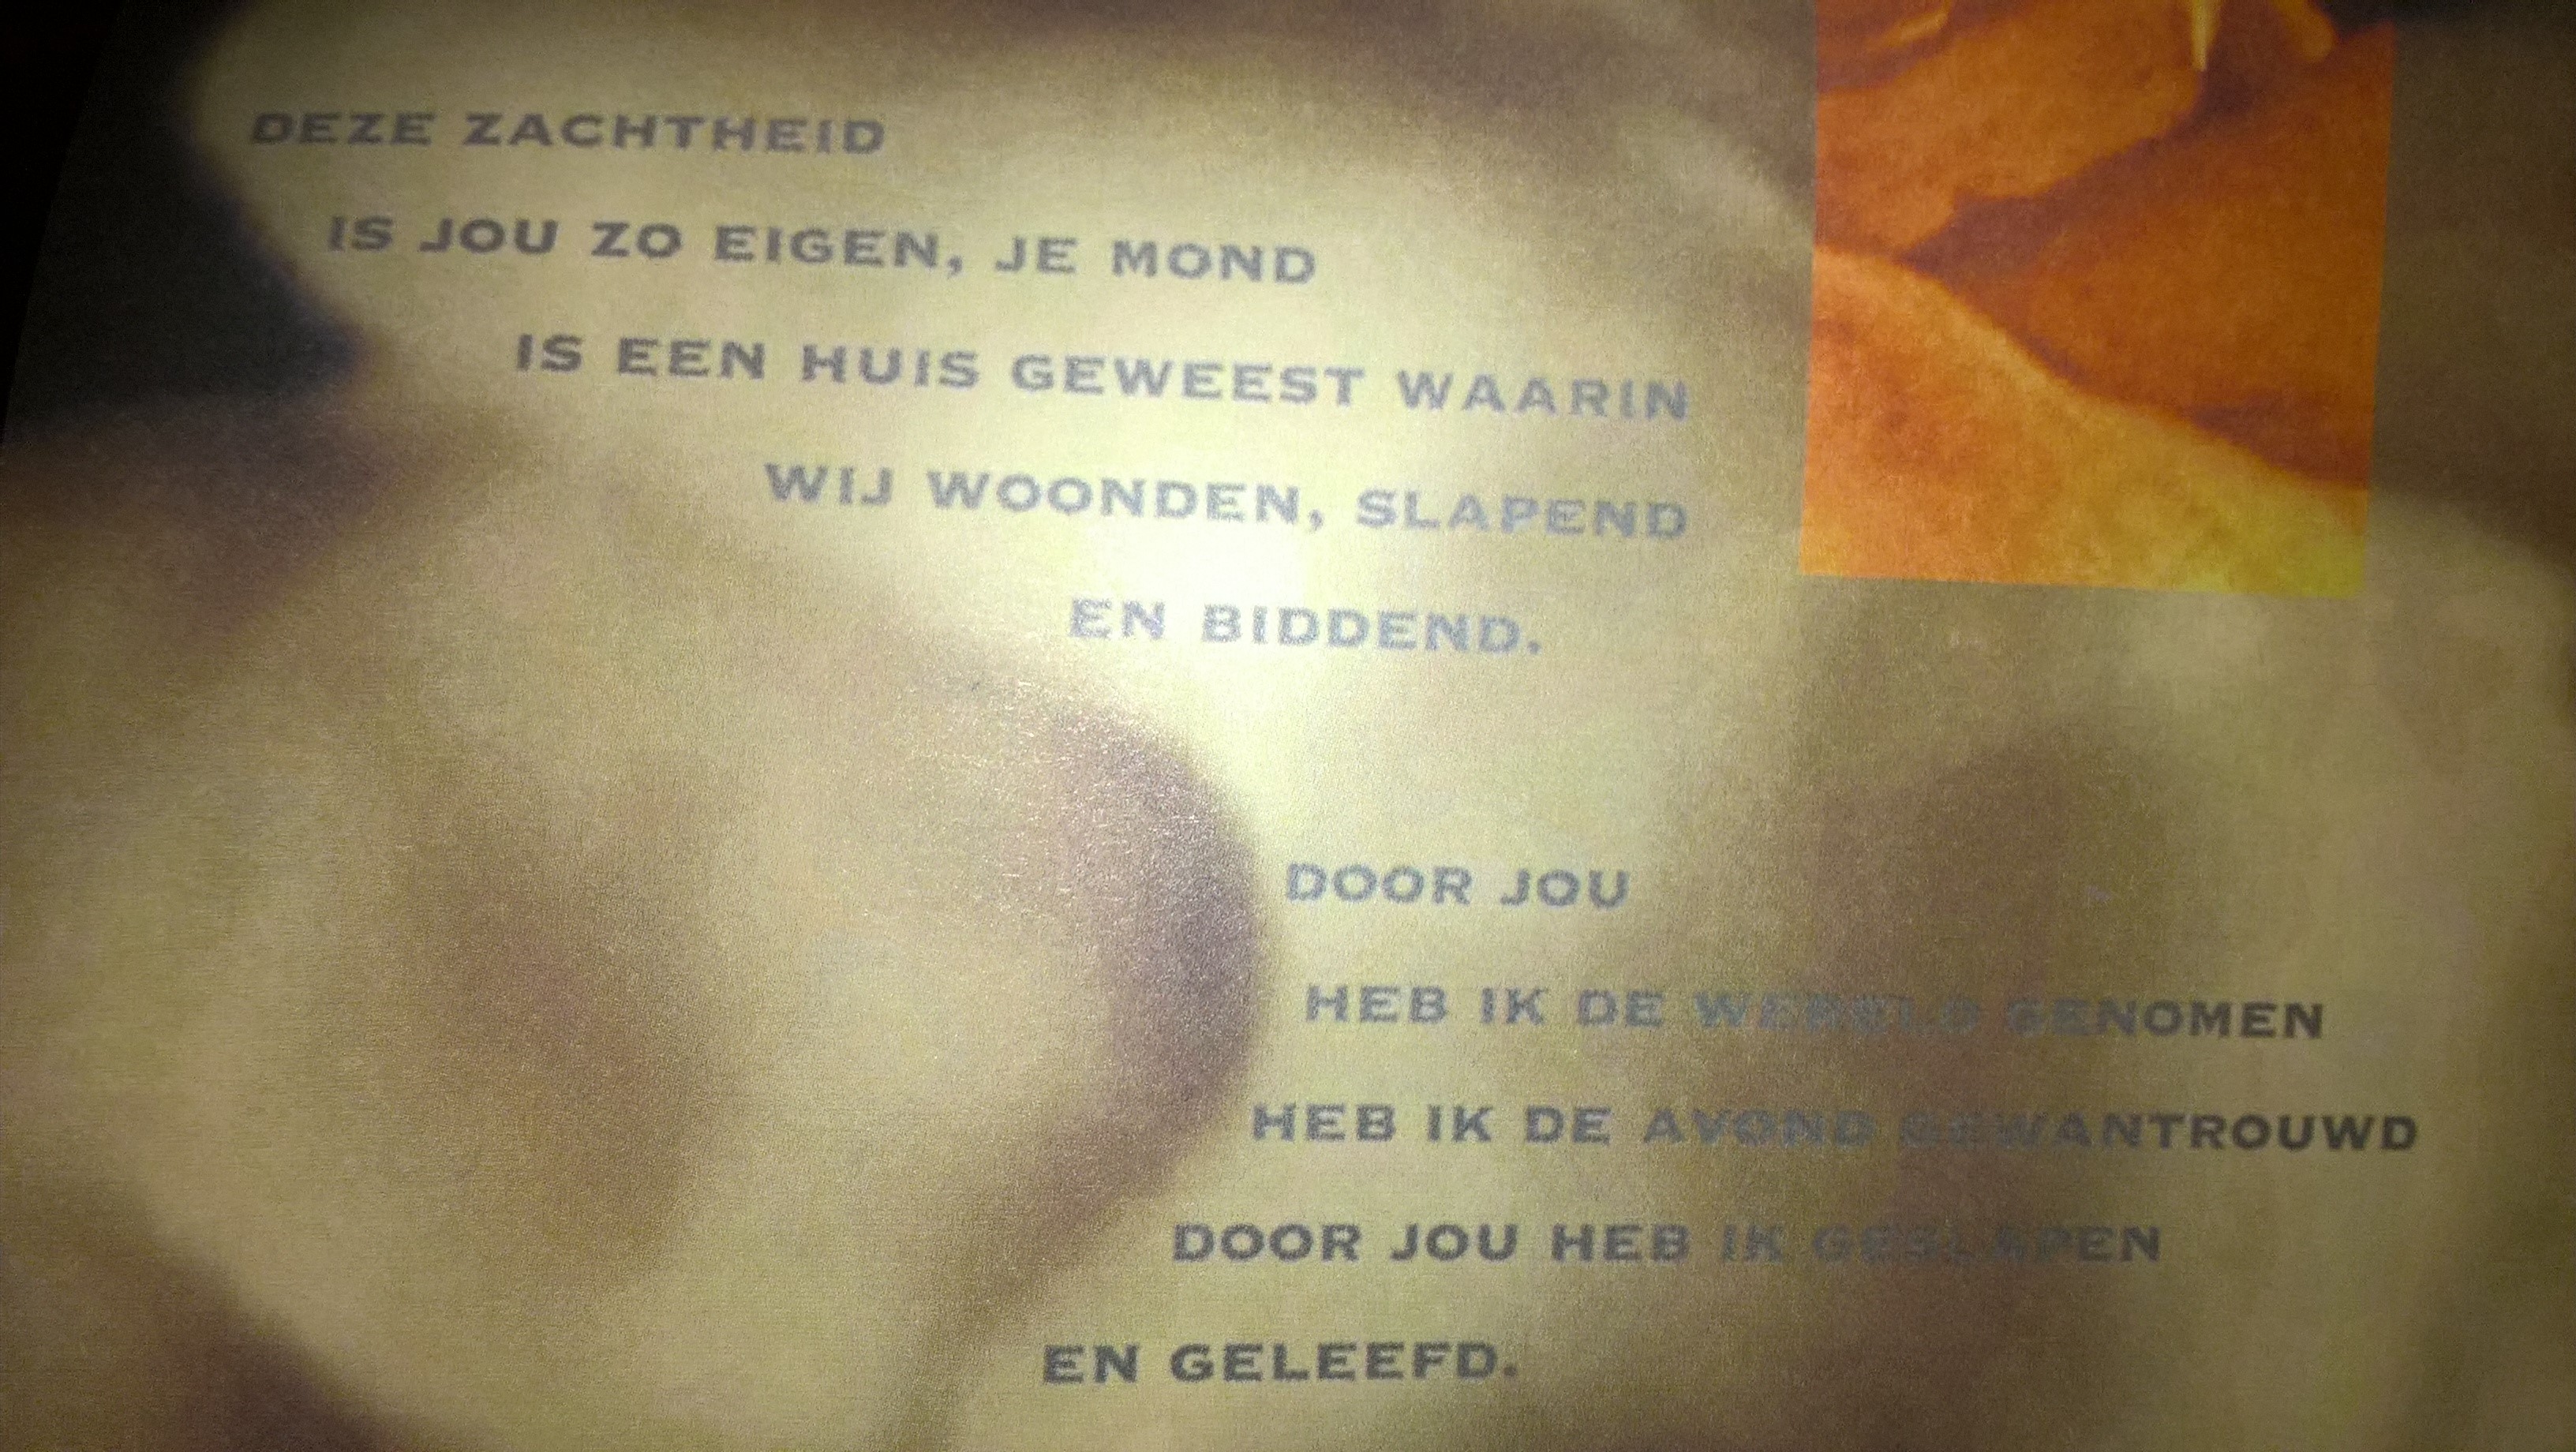 DEZE ZACHTHEID
IS JOU ZO EIGEN, JE MOND
IS EEN HUIS GEWEEST WAARIN
WIJ WOONDEN, SLAPEND
EN BIDDEND.
DOOR JOU
HEB IK DE WERELD GENOMEN
HEB IK DE AVOND GEWANTROUWD
DOOR JOU HEB IK GESLAPEN
EN GELEEFD.